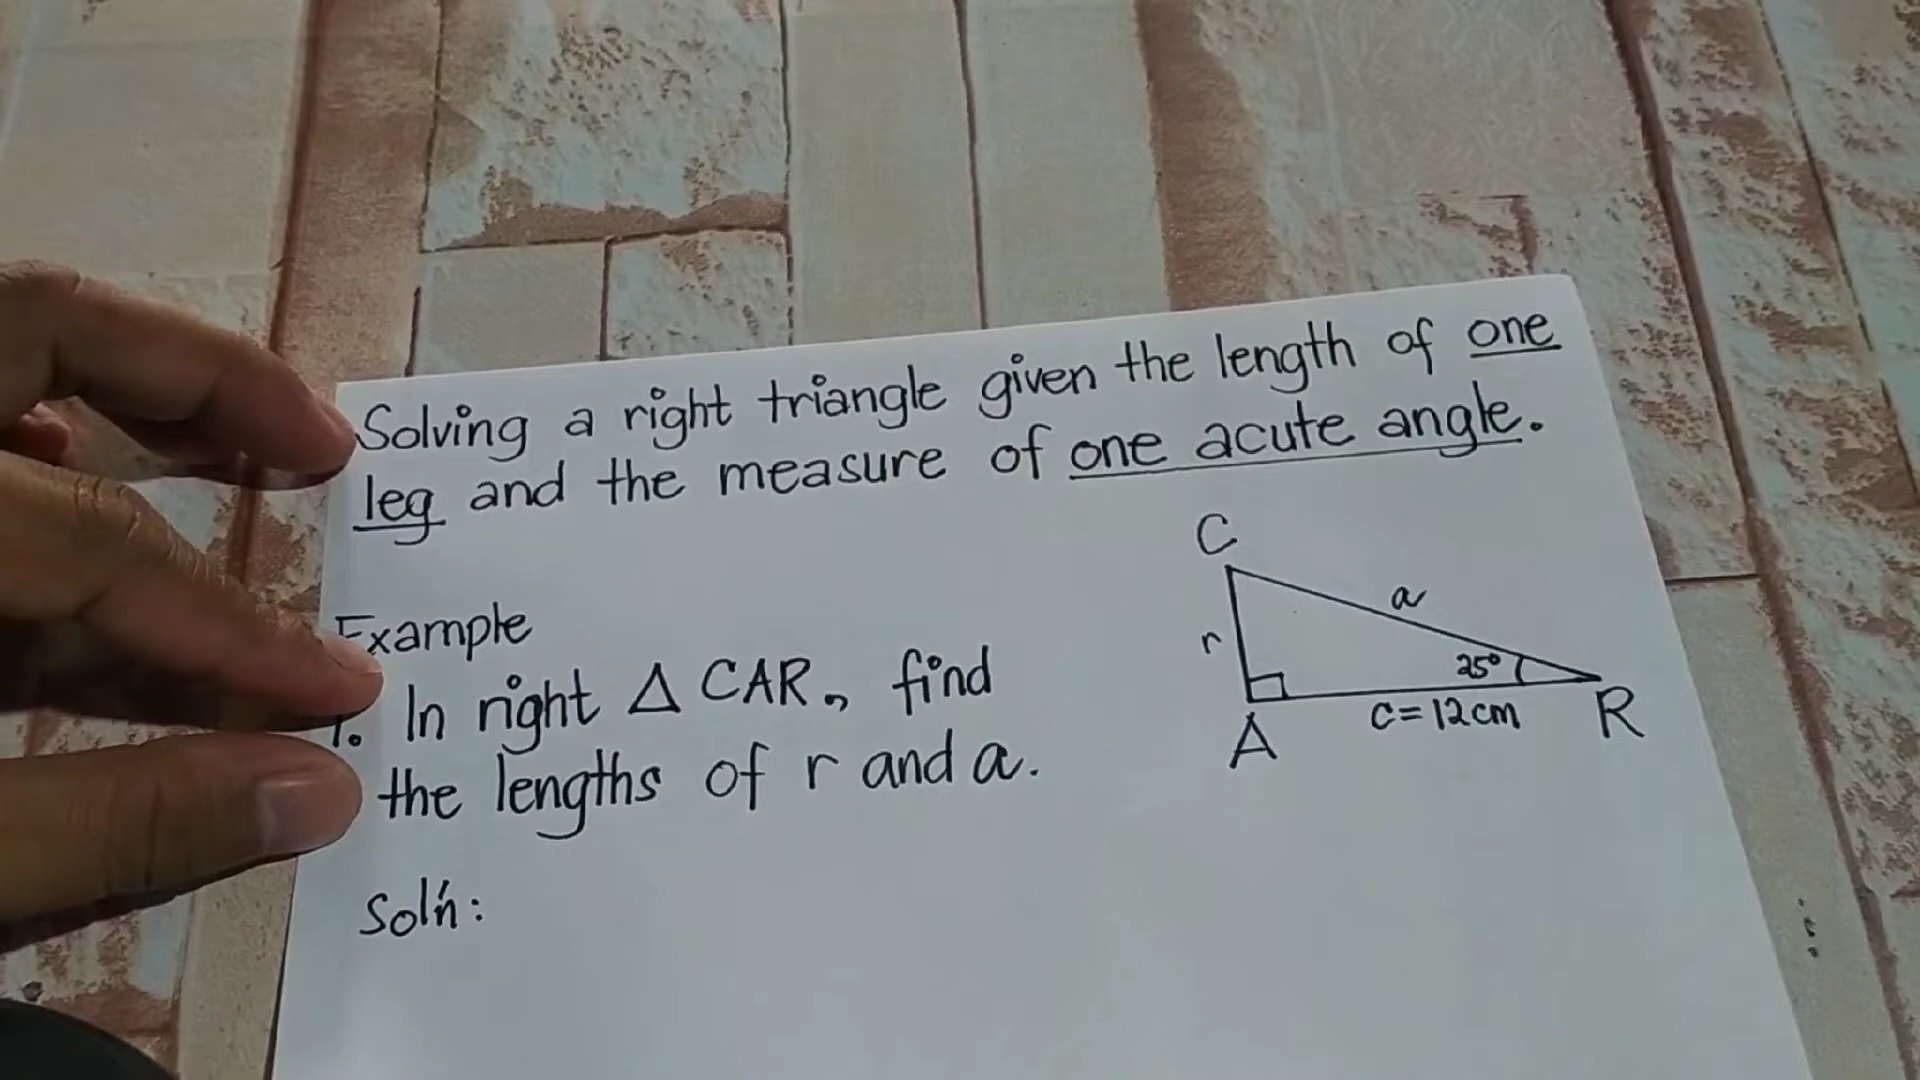 Solving a right triangle given the length of one
leg and the measure of one acute angle.
Example
1. In right △ CAR, find
the lengths of r and a.
Sol'n:
C
a
r
25°
A
c=12cm
R